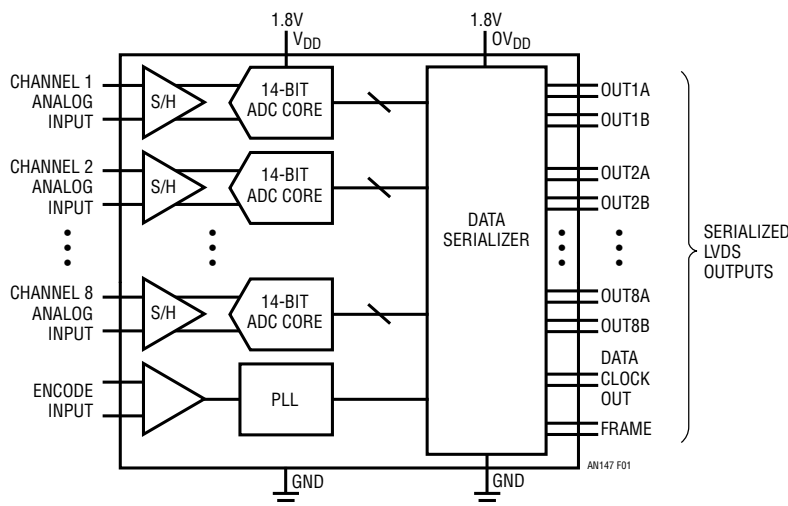 1.8V
V_DD
1.8V
OV_DD
CHANNEL 1
ANALOG
INPUT
S/H
14-BIT
ADC CORE
OUT1A
OUT1B
CHANNEL 2
ANALOG
INPUT
S/H
14-BIT
ADC CORE
DATA
SERIALIZER
OUT2A
OUT2B
SERIALIZED
LVDS
OUTPUTS
CHANNEL 8
ANALOG
INPUT
S/H
14-BIT
ADC CORE
OUT8A
OUT8B
ENCODE
INPUT
PLL
DATA
CLOCK
OUT
FRAME
GND
GND
AN147 F01